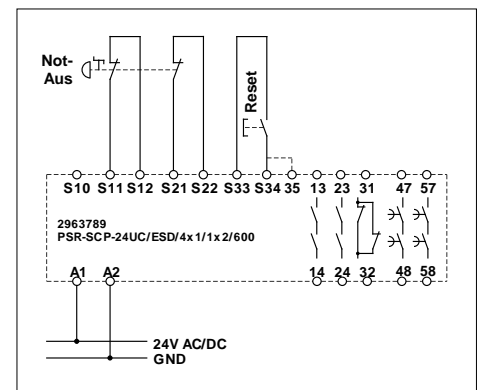 Not-
Aus
Reset
S10 S11 S12 S21 S22 S33 S34 35 13 23 31 47 57
2963789
PSR-SCP-24UC/ESD/4x1/1x2/600
A1 A2 14 24 32 48 58
24V AC/DC
GND